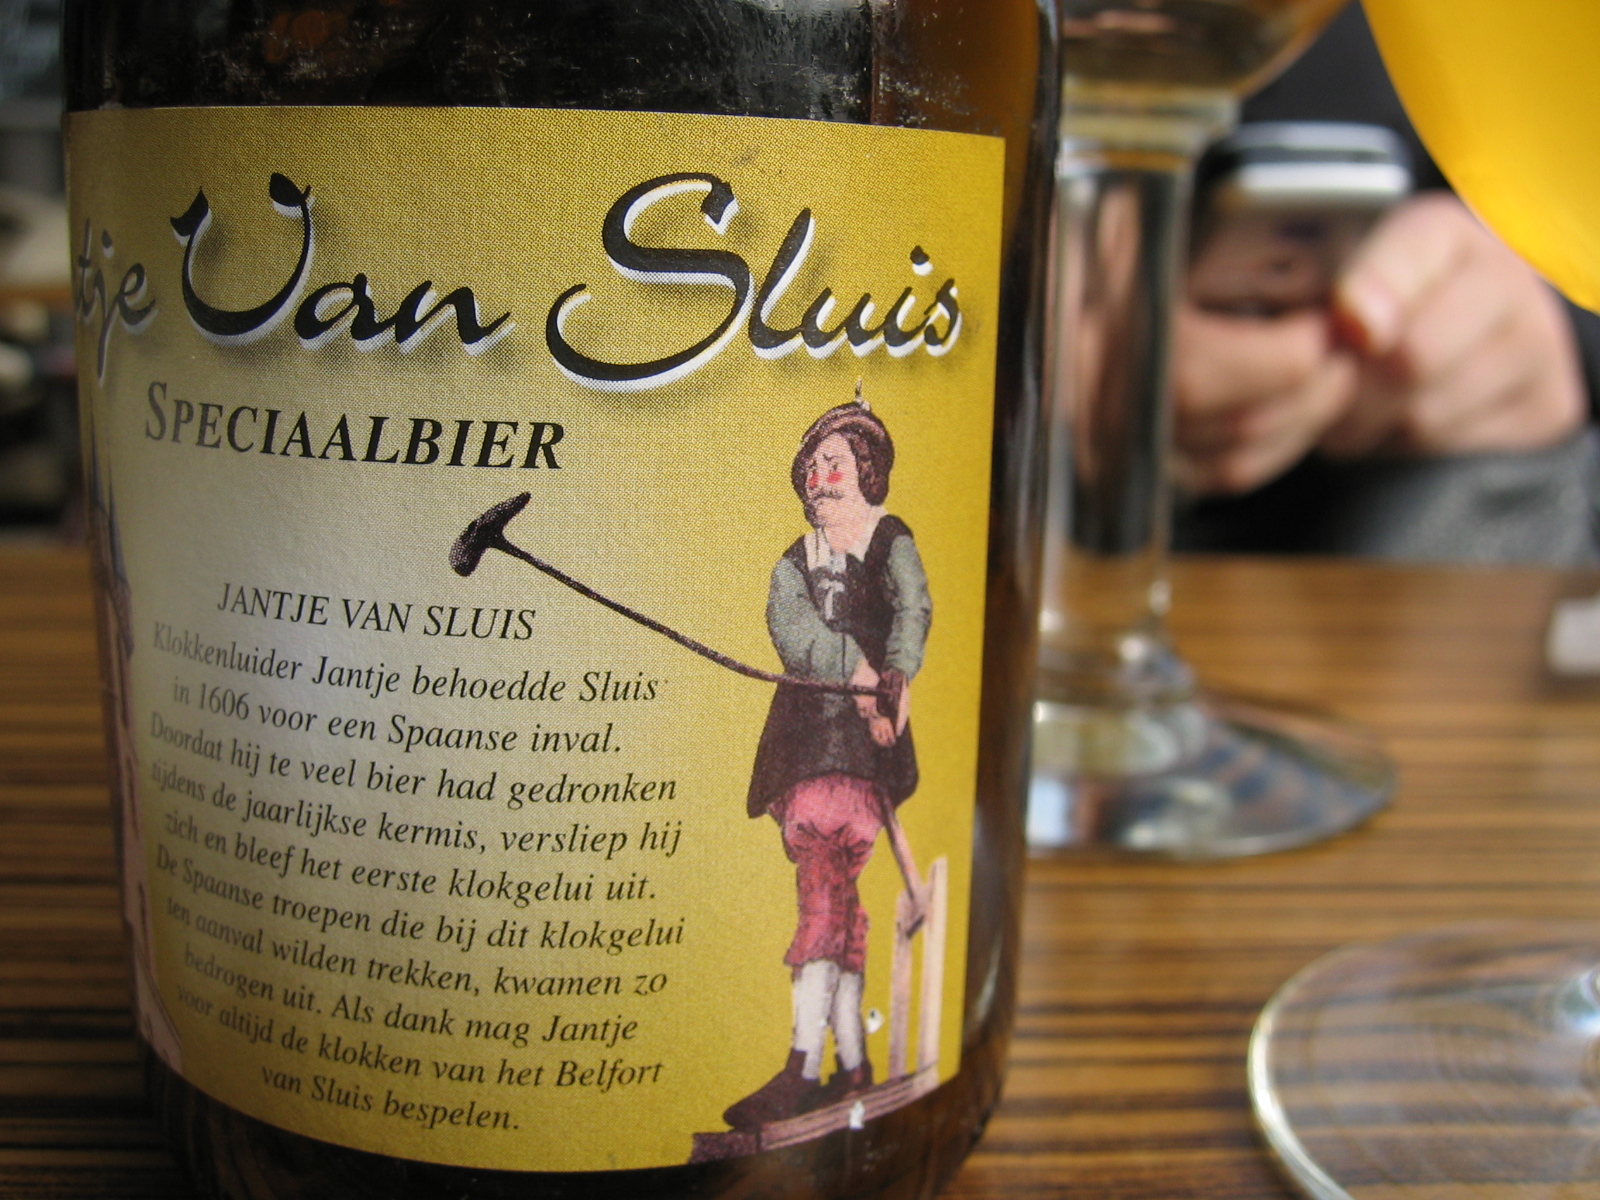 tje Van Sluis
SPECIAALBIER
JANTJE VAN SLUIS
Klokkenluider Jantje behoedde Sluis
in 1606 voor een Spaanse inval.
Doordat hij te veel bier had gedronken
tijdens de jaarlijkse kermis, versliep hij
zich en bleef het eerste klokgelui uit.
De Spaanse troepen die bij dit klokgelui
ten aanval wilden trekken, kwamen zo
bedrogen uit. Als dank mag Jantje
voor altijd de klokken van het Belfort
van Sluis bespelen.